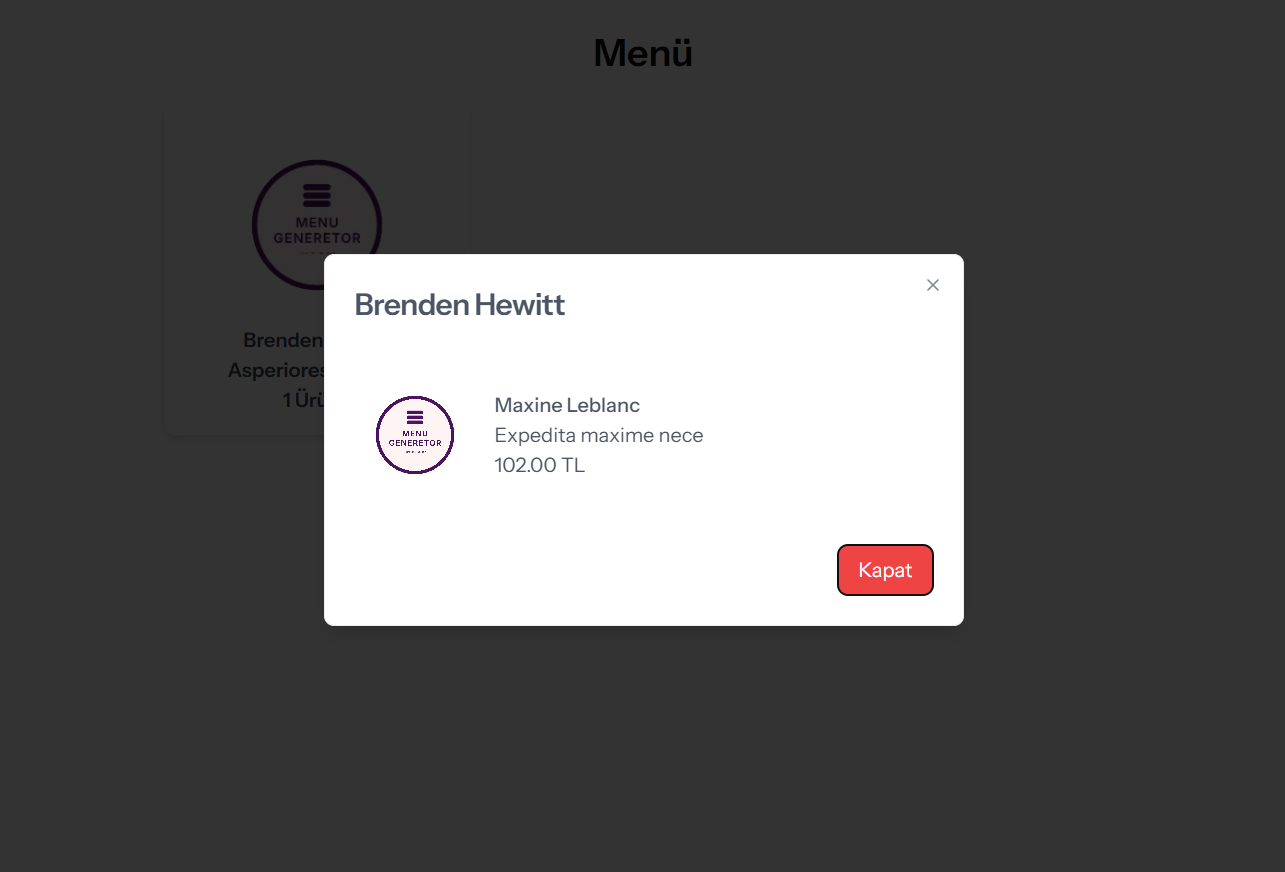 Menü
MENU
GENERETOR
Brenden
Asperiores
1 Ürü
Brenden Hewitt
MENU
GENERETOR
Maxine Leblanc
Expedita maxime nece
102.00 TL
Kapat